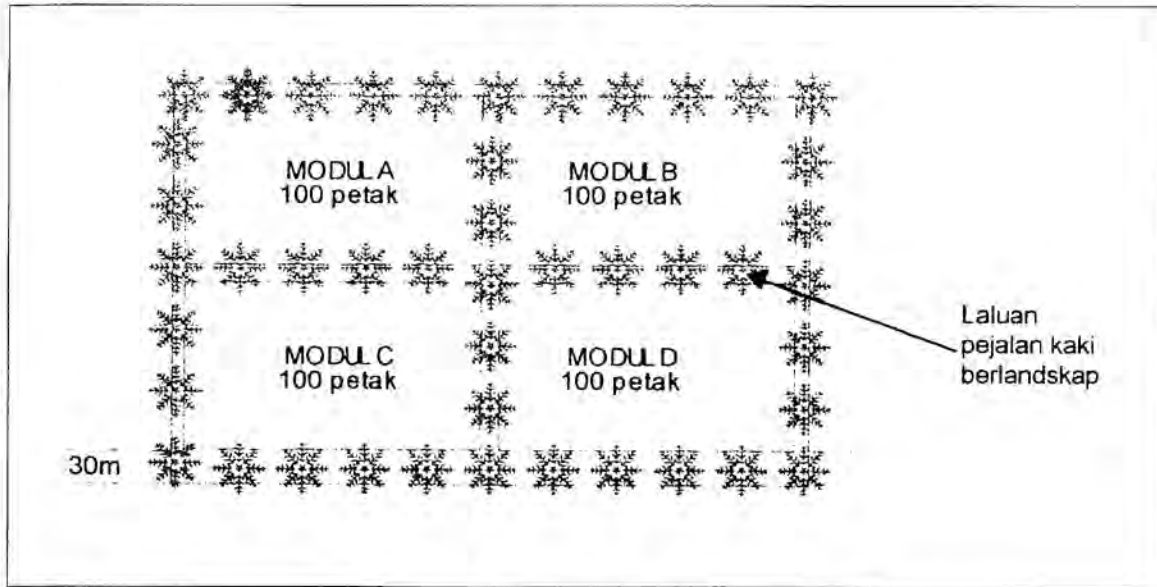 MODUL A
100 petak
MODUL B
100 petak
MODUL C
100 petak
MODUL D
100 petak
Laluan
pejalan kaki
berlandskap
30m